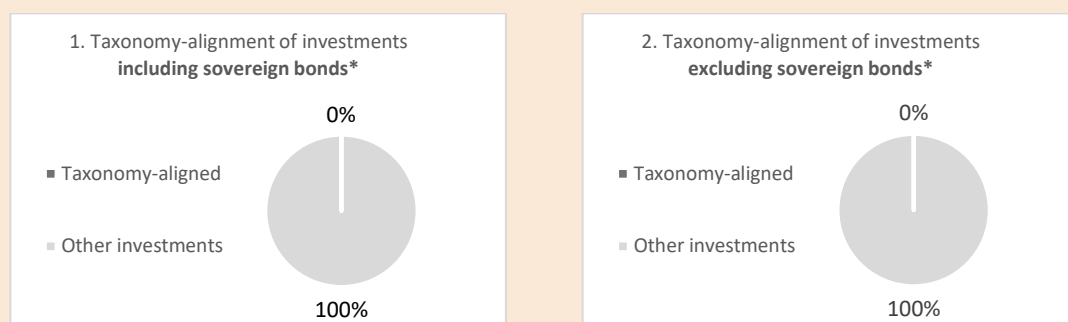 1. Taxonomy-alignment of investments
including sovereign bonds*
0%
Taxonomy-aligned
Other investments
100%
2. Taxonomy-alignment of investments
excluding sovereign bonds*
0%
Taxonomy-aligned
Other investments
100%